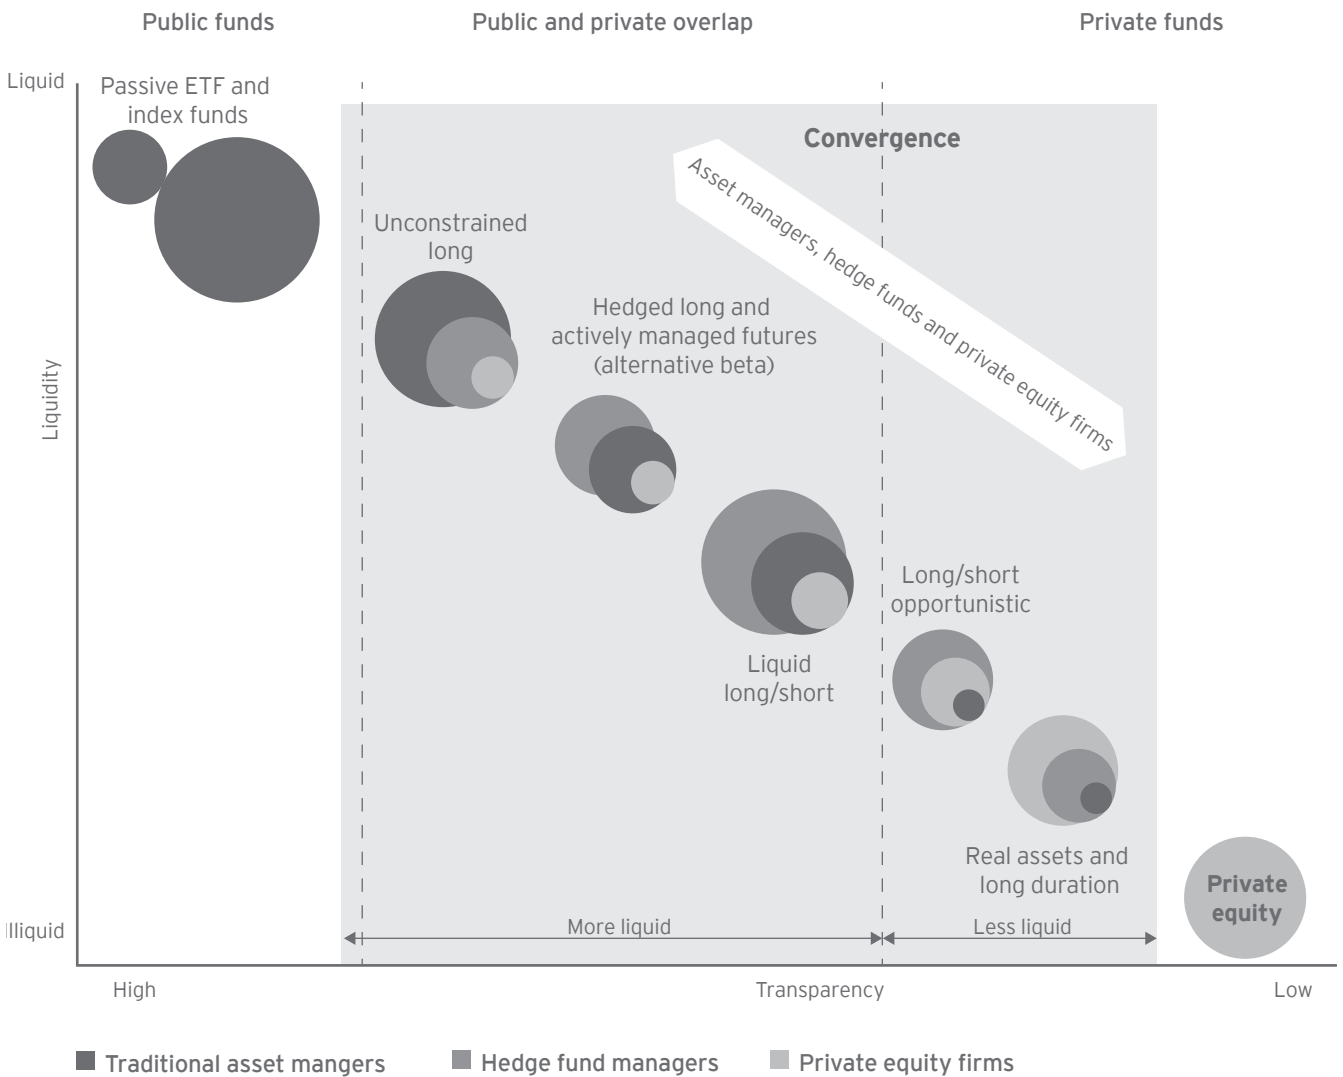 Public funds
Public and private overlap
Private funds
Liquid
Passive ETF and
index funds
Convergence
Asset managers, hedge funds and private equity firms
Unconstrained
long
Hedged long and
actively managed futures
(alternative beta)
Liquidity
Long/short
opportunistic
Liquid
long/short
Real assets and
long duration
Private
equity
Illiquid
More liquid
Less liquid
High
Transparency
Low
Traditional asset mangers
Hedge fund managers
Private equity firms